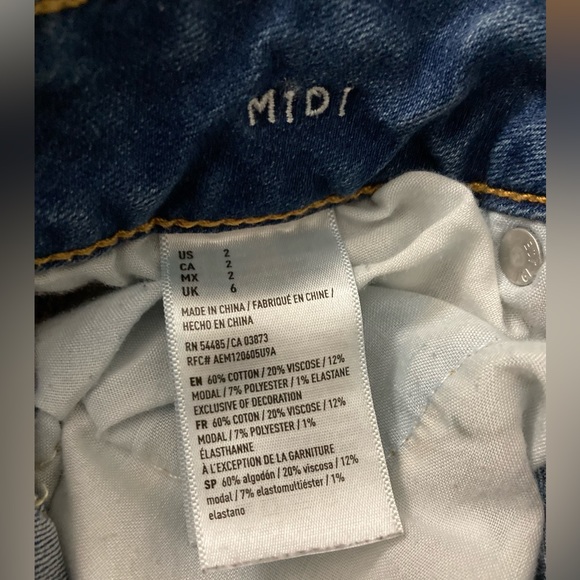 MIDI
US 2
CA 2
MX 2
UK 6
MADE IN CHINA / FABRIQUÉ EN CHINE /
HECHO EN CHINA
RN 54485 / CA 03873
RFC# AEM120605U9A
EN 60% COTTON / 20% VISCOSE / 12%
MODAL / 7% POLYESTER / 1% ELASTANE
EXCLUSIVE OF DECORATION
FR 60% COTTON / 20% VISCOSE / 12%
MODAL / 7% POLYESTER / 1%
ÉLASTHANNE
À L'EXCEPTION DE LA GARNITURE
SP 60% algodón / 20% viscosa / 12%
modal / 7% elastomultiéster / 1%
elastano